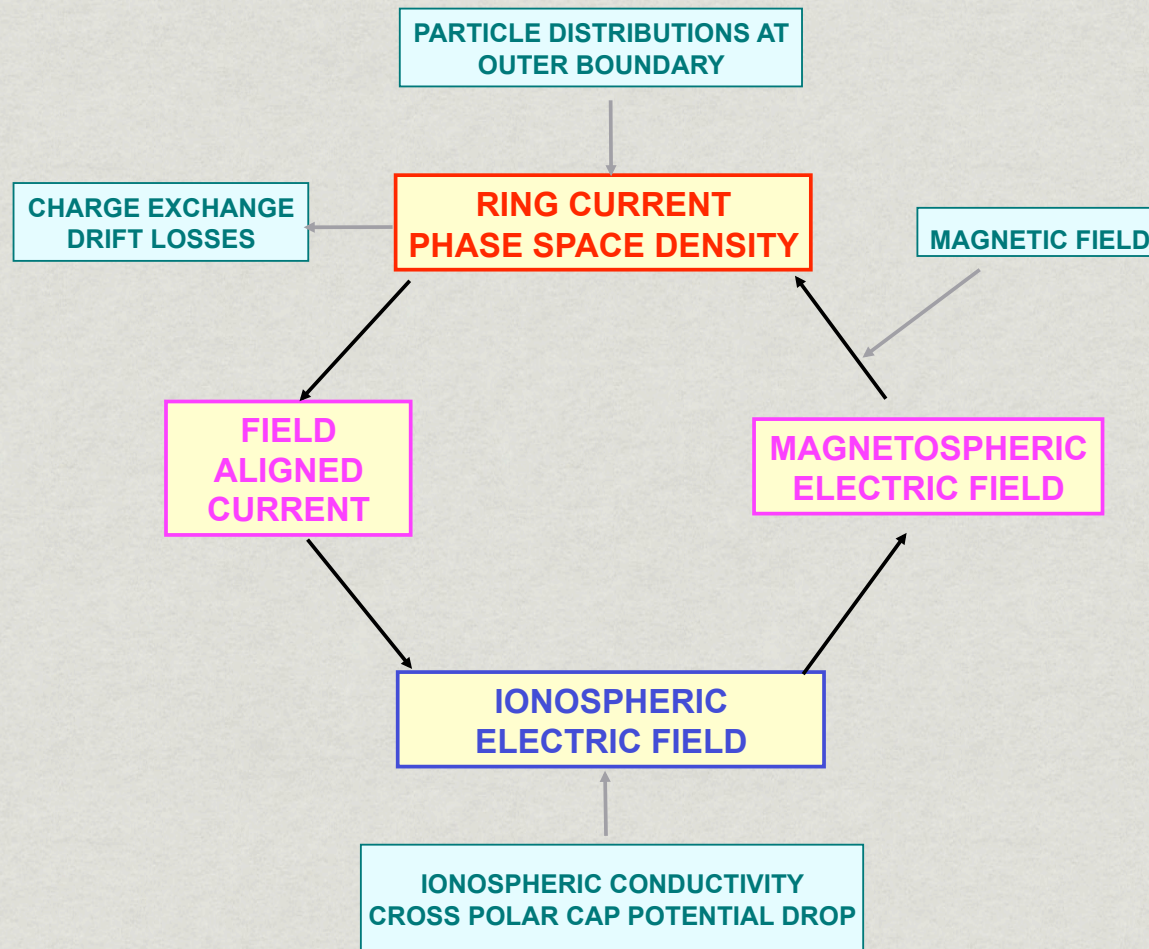 PARTICLE DISTRIBUTIONS AT
OUTER BOUNDARY
CHARGE EXCHANGE
DRIFT LOSSES
RING CURRENT
PHASE SPACE DENSITY
MAGNETIC FIELD
FIELD
ALIGNED
CURRENT
MAGNETOSPHERIC
ELECTRIC FIELD
IONOSPHERIC
ELECTRIC FIELD
IONOSPHERIC CONDUCTIVITY
CROSS POLAR CAP POTENTIAL DROP